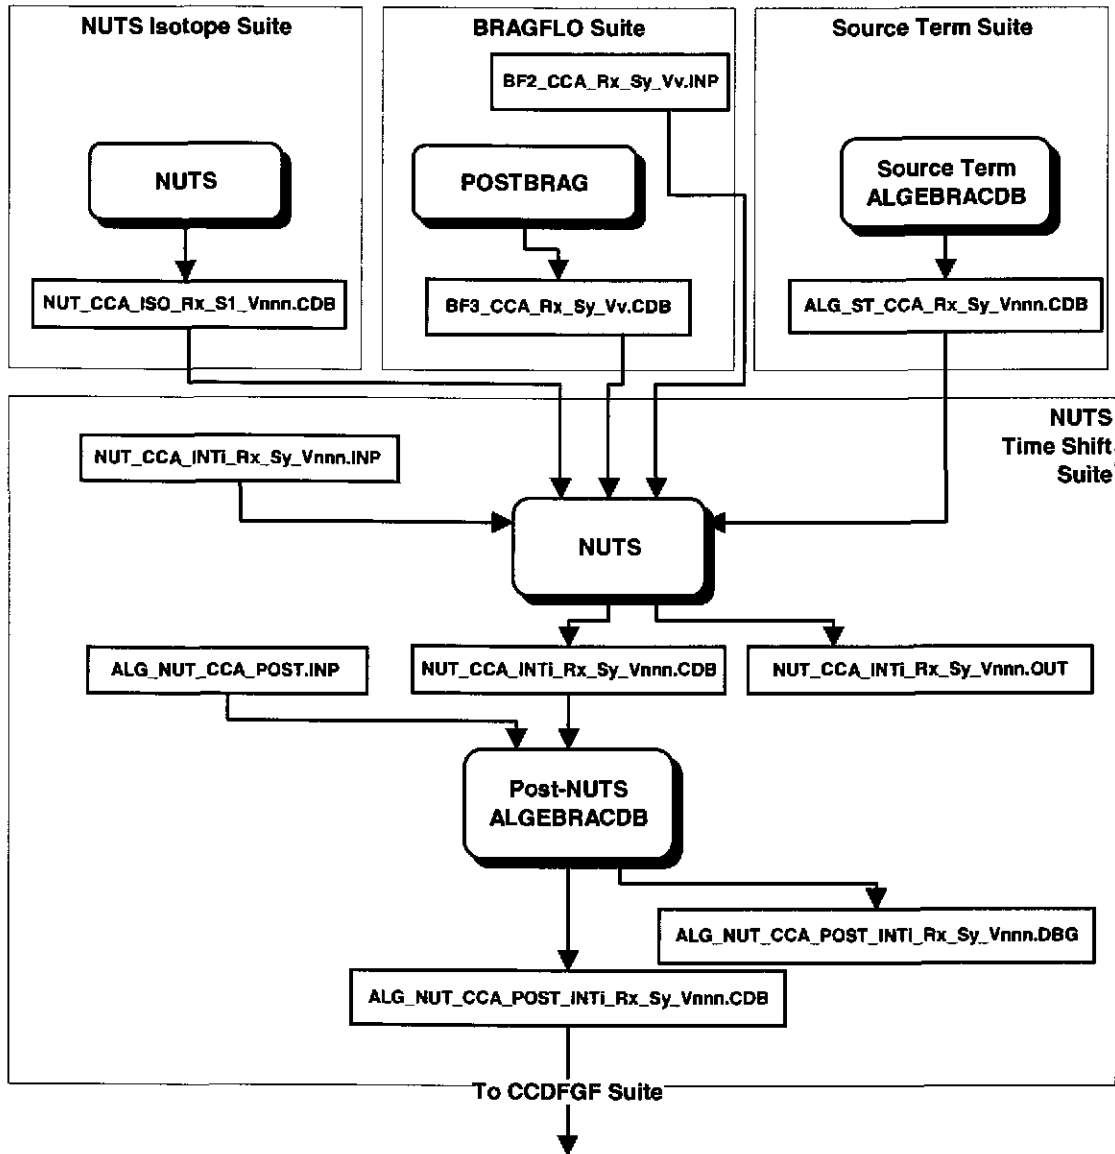 NUTS Isotope Suite
BRAGFLO Suite
Source Term Suite
BF2_CCA_Rx_Sy_Vv.INP
NUTS
POSTBRAG
Source Term
ALGEBRACDB
NUT_CCA_ISO_Rx_S1_Vnnn.CDB
BF3_CCA_Rx_Sy_Vv.CDB
ALG_ST_CCA_Rx_Sy_Vnnn.CDB
NUTS
Time Shift
Suite
NUT_CCA_INTi_Rx_Sy_Vnnn.INP
NUTS
ALG_NUT_CCA_POST.INP
NUT_CCA_INTi_Rx_Sy_Vnnn.CDB
NUT_CCA_INTi_Rx_Sy_Vnnn.OUT
Post-NUTS
ALGEBRACDB
ALG_NUT_CCA_POST_INTi_Rx_Sy_Vnnn.DBG
ALG_NUT_CCA_POST_INTi_Rx_Sy_Vnnn.CDB
To CCDFGF Suite